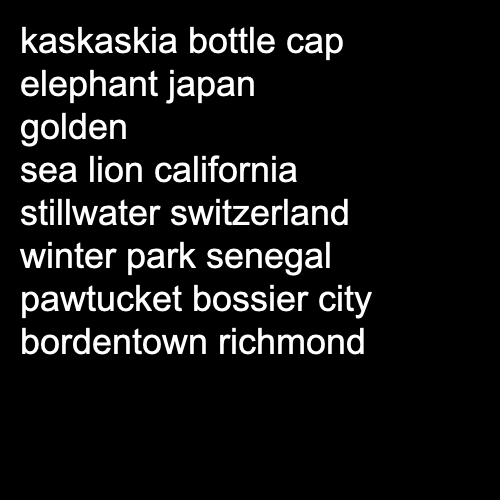 kaskaskia bottle cap
elephant japan
golden
sea lion california
stillwater switzerland
winter park senegal
pawtucket bossier city
bordentown richmond